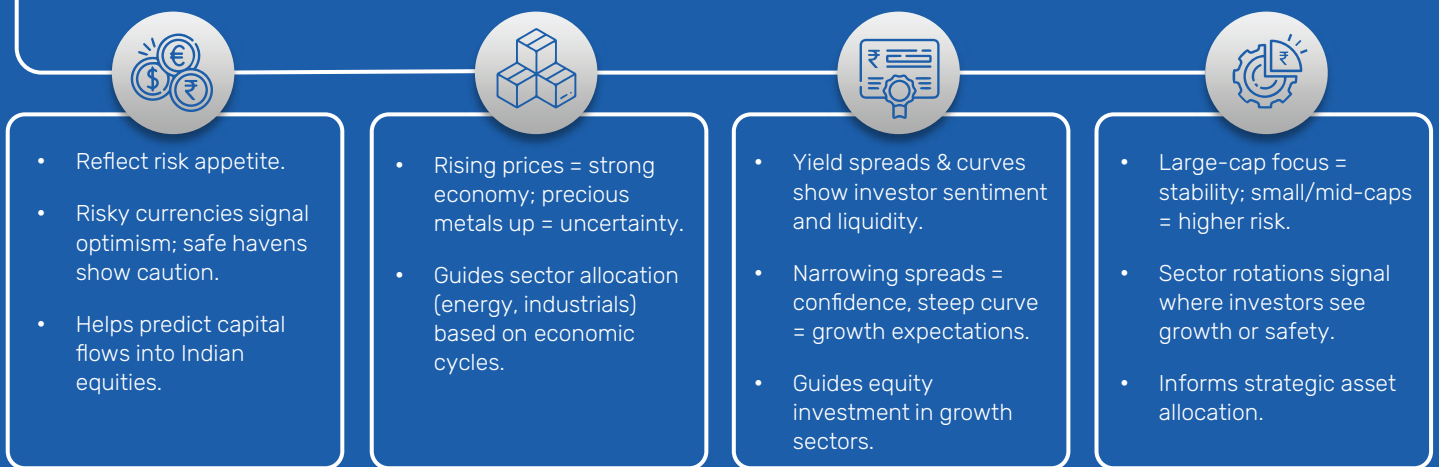 €
$
₹
₹
₹
• Reflect risk appetite.
• Risky currencies signal
optimism; safe havens
show caution.
• Helps predict capital
flows into Indian
equities.
• Rising prices = strong
economy; precious
metals up = uncertainty.
• Guides sector allocation
(energy, industrials)
based on economic
cycles.
• Yield spreads & curves
show investor sentiment
and liquidity.
• Narrowing spreads =
confidence, steep curve
= growth expectations.
• Guides equity
investment in growth
sectors.
• Large-cap focus =
stability; small/mid-caps
= higher risk.
• Sector rotations signal
where investors see
growth or safety.
• Informs strategic asset
allocation.